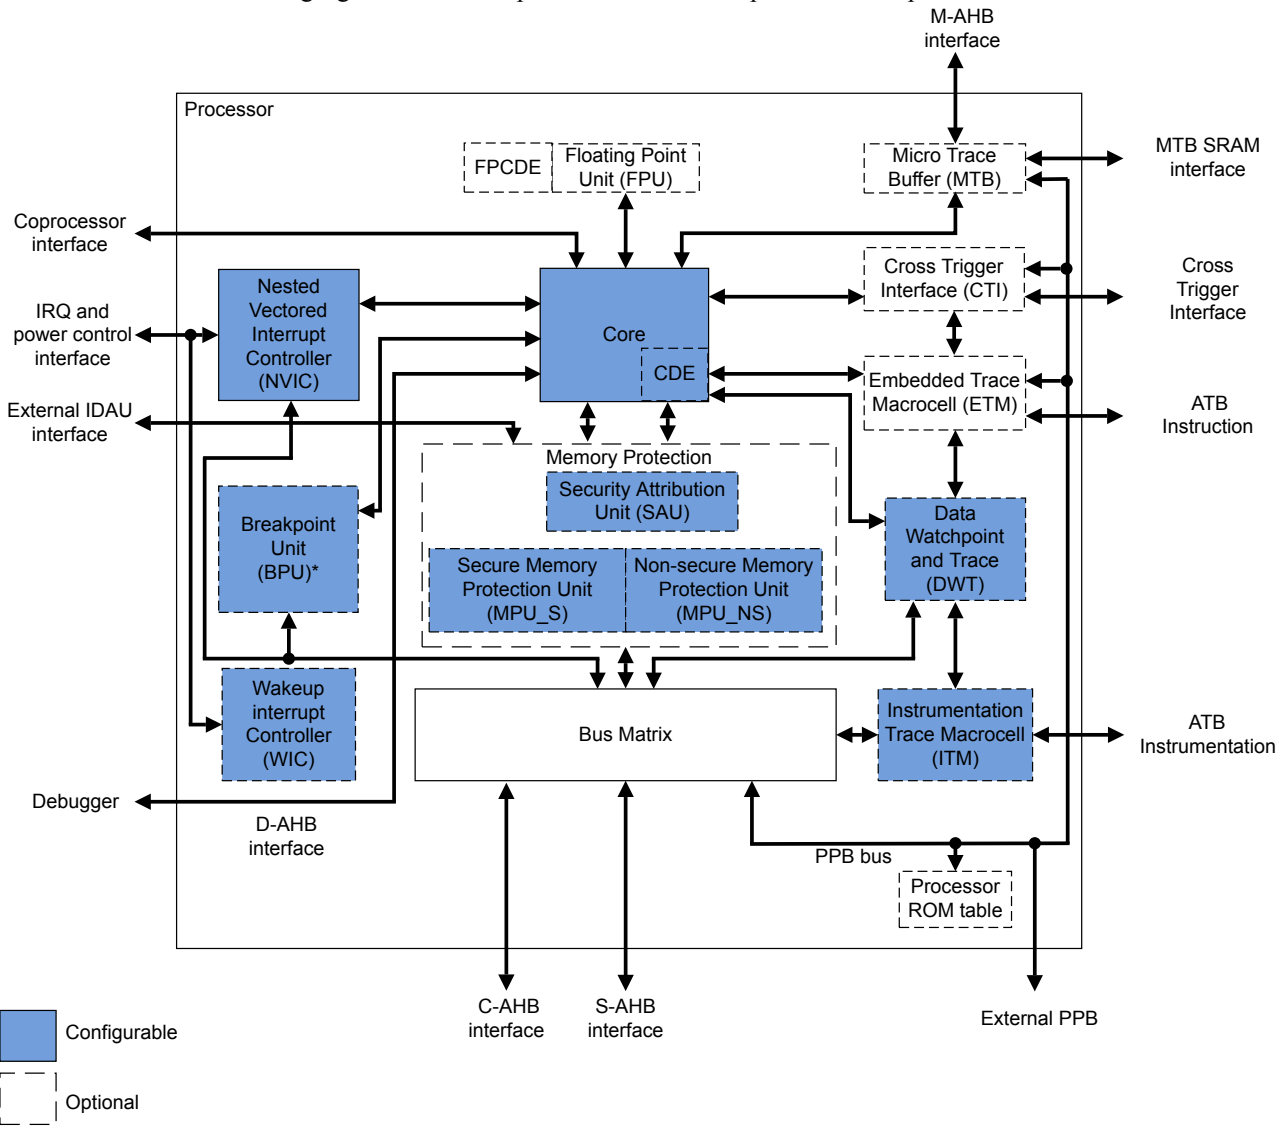 M-AHB
interface
Processor
FPCDE
Floating Point
Unit (FPU)
Micro Trace
Buffer (MTB)
MTB SRAM
interface
Coprocessor
interface
Nested
Vectored
Interrupt
Controller
(NVIC)
IRQ and
power control
interface
Core
CDE
Cross Trigger
Interface (CTI)
Cross
Trigger
Interface
Embedded Trace
Macrocell (ETM)
ATB
Instruction
External IDAU
interface
Memory Protection
Security Attribution
Unit (SAU)
Secure Memory
Protection Unit
(MPU_S)
Non-secure Memory
Protection Unit
(MPU_NS)
Breakpoint
Unit
(BPU)*
Data
Watchpoint
and Trace
(DWT)
Wakeup
interrupt
Controller
(WIC)
Bus Matrix
Instrumentation
Trace Macrocell
(ITM)
ATB
Instrumentation
Debugger
D-AHB
interface
PPB bus
Processor
ROM table
C-AHB
interface
S-AHB
interface
External PPB
Configurable
Optional